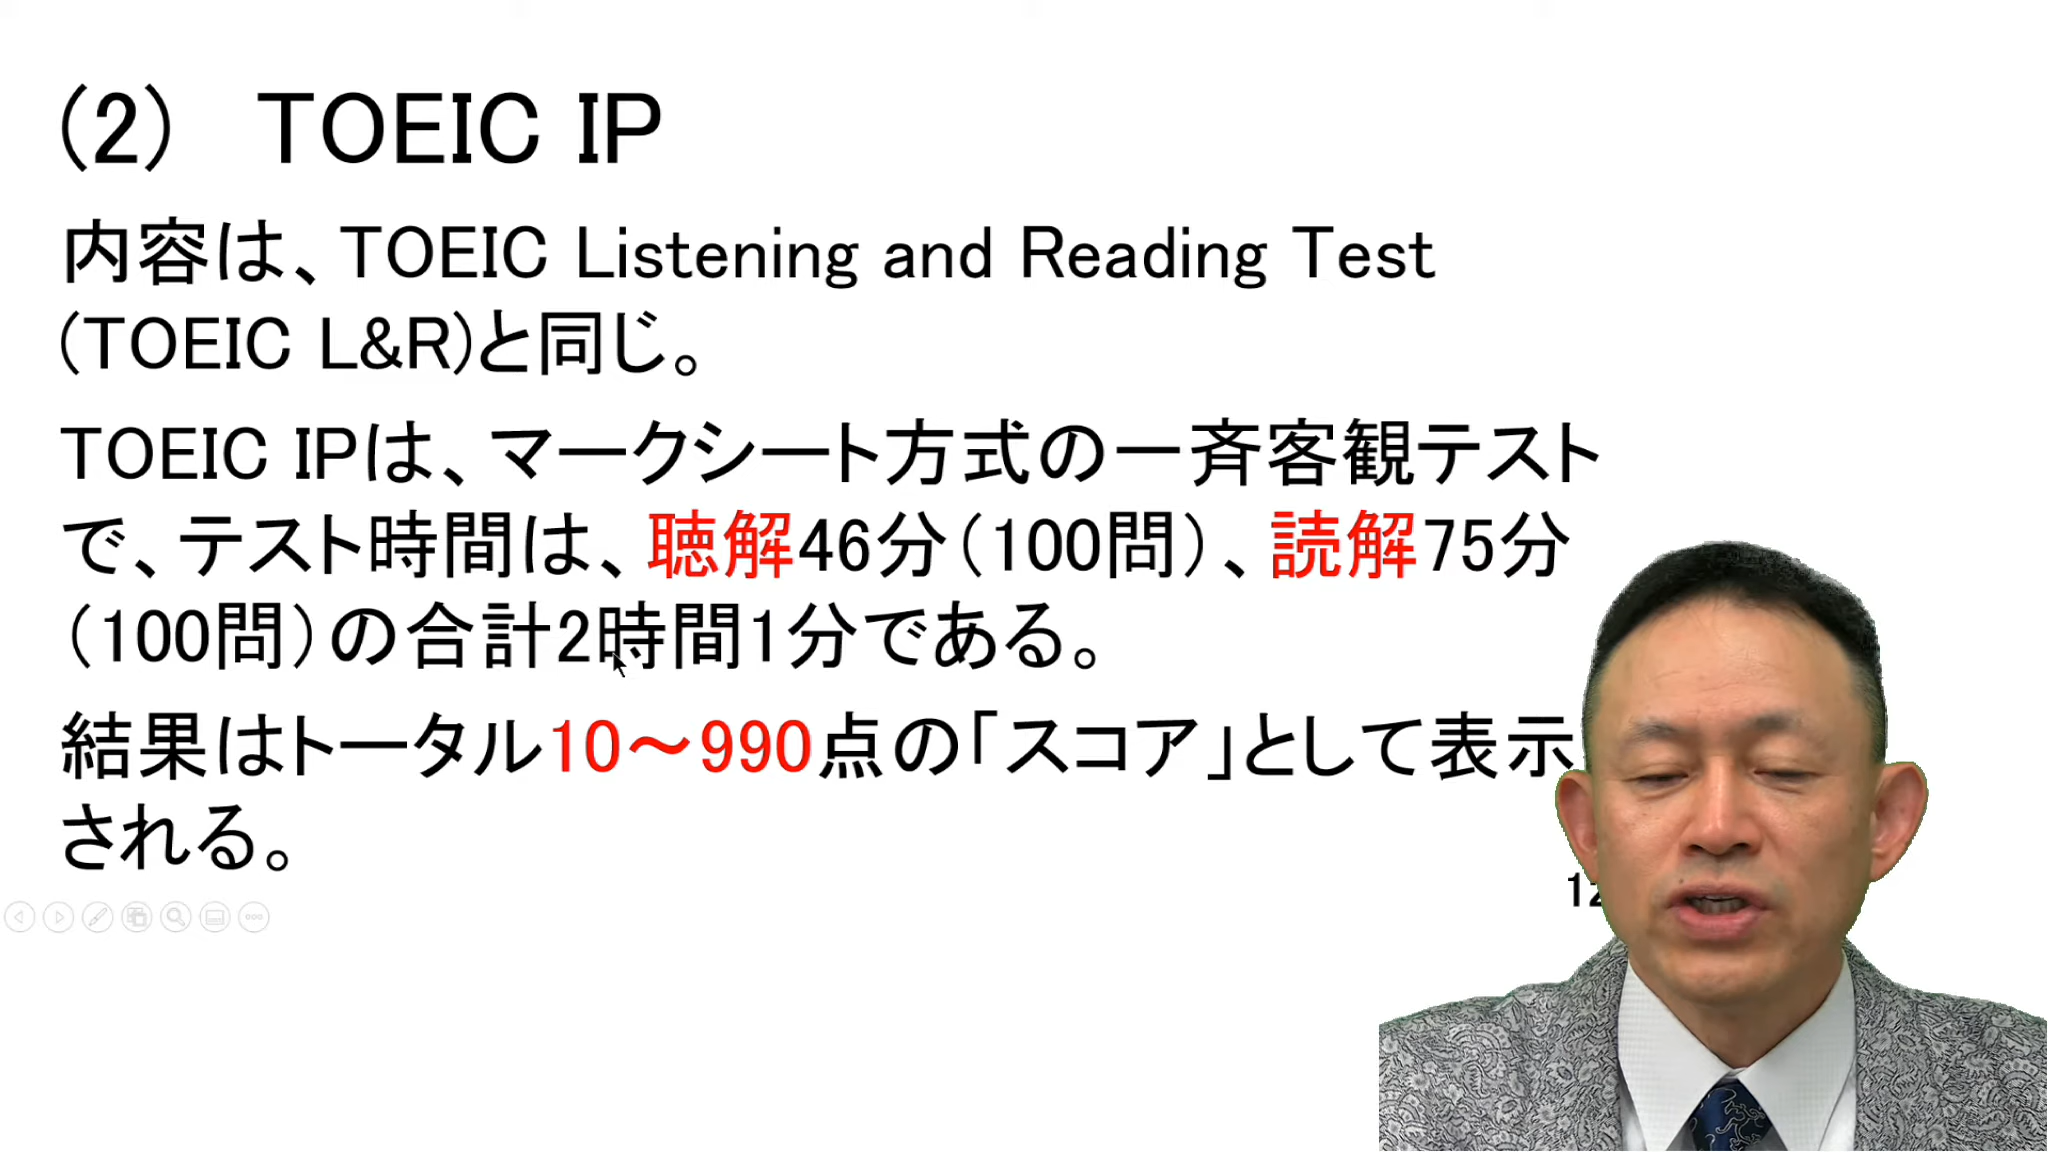 (2)　TOEIC IP
内容は、TOEIC Listening and Reading Test
(TOEIC L&R)と同じ。
TOEIC IPは、マークシート方式の一斉客観テスト
で、テスト時間は、聴解46分（100問）、読解75分
（100問）の合計2時間1分である。
結果はトータル10～990点の「スコア」として表示
される。